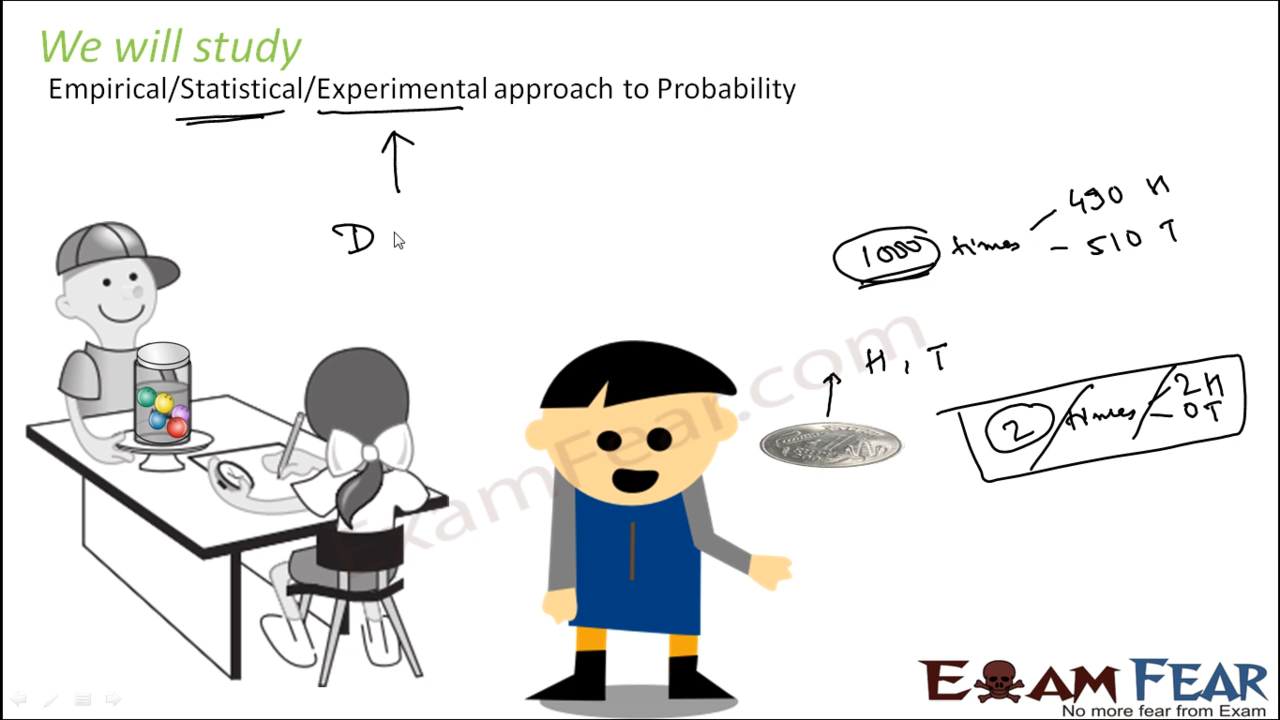 We will study
Empirical/Statistical/Experimental approach to Probability
D
1000 times - 490 H
- 510 T
H, T
2 times - 2 H
- 0 T
ExamFear.com
EXAM FEAR
No more fear from Exam